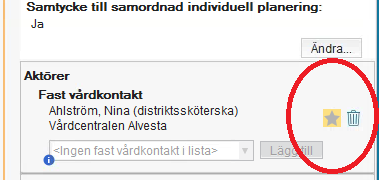 Samtycke till samordnad individuell planering:
Ja
Ändra...
Aktörer
Fast vårdkontakt
Ahlström, Nina (distriktssköterska)
Vårdcentralen Alvesta
<Ingen fast vårdkontakt i lista> Lägg till